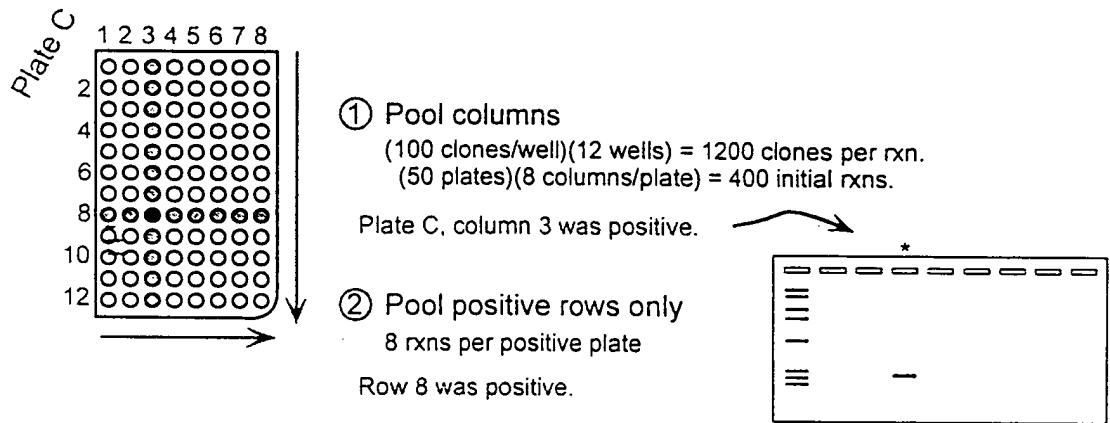 Plate C
1 2 3 4 5 6 7 8
2
4
6
8
10
12
① Pool columns
(100 clones/well)(12 wells) = 1200 clones per rxn.
(50 plates)(8 columns/plate) = 400 initial rxns.
Plate C, column 3 was positive.
*
② Pool positive rows only
8 rxns per positive plate
Row 8 was positive.